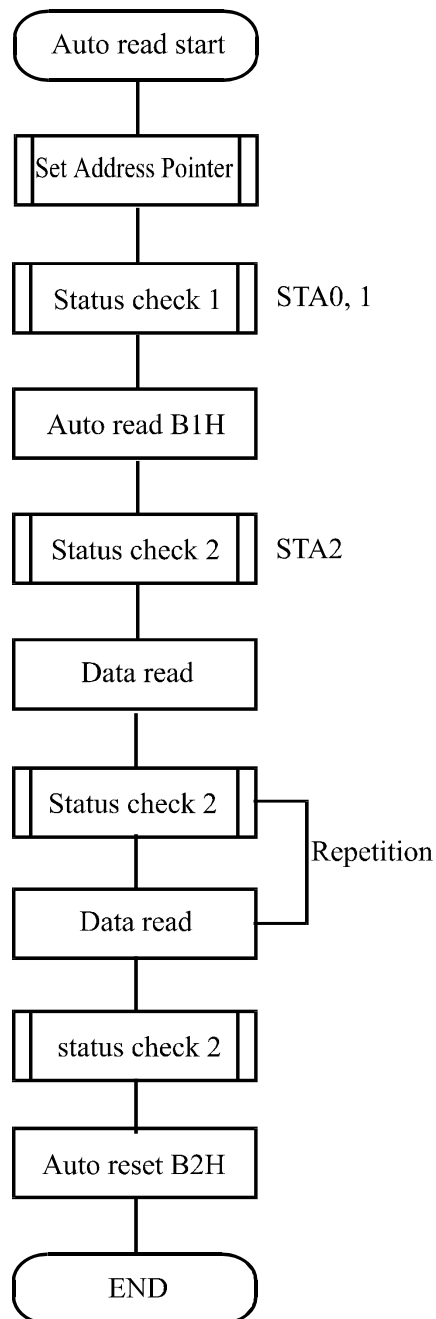 Auto read start
Set Address Pointer
Status check 1
STA0, 1
Auto read B1H
Status check 2
STA2
Data read
Status check 2
Repetition
Data read
status check 2
Auto reset B2H
END